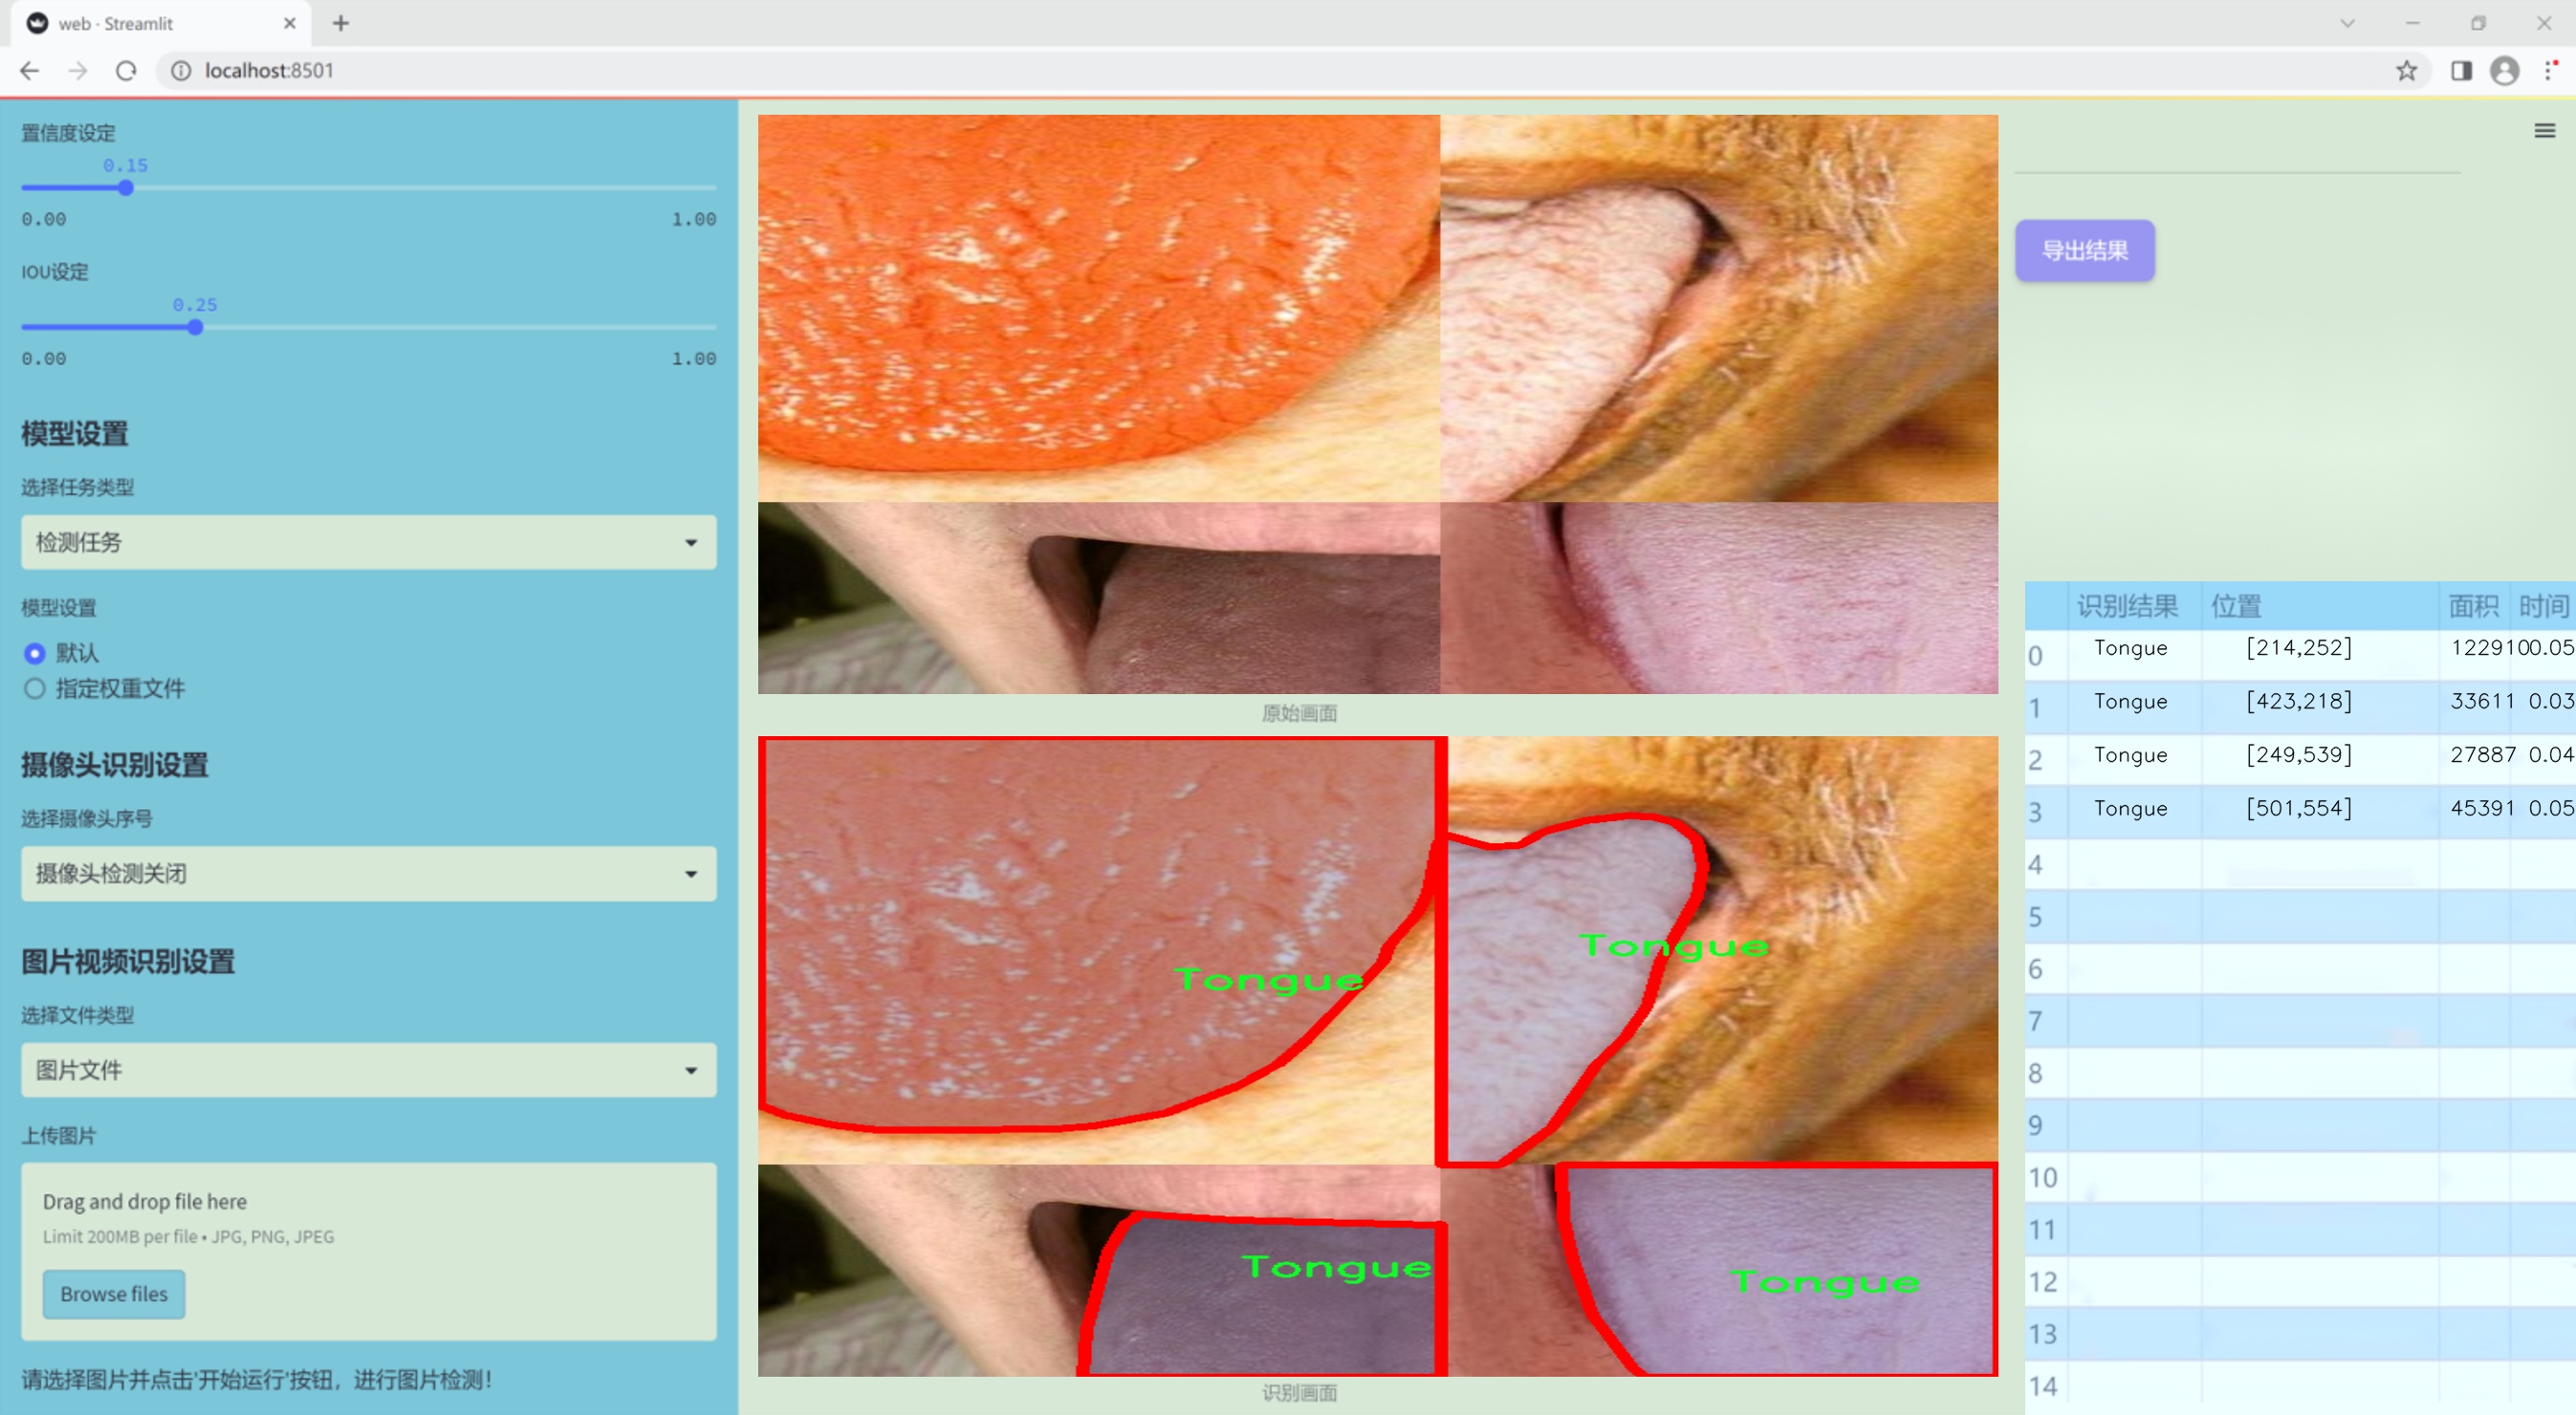 web · Streamlit
localhost:8501
置信度设定
0.15
0.00 1.00
IOU设定
0.25
0.00 1.00
模型设置
选择任务类型
检测任务
模型设置
默认
指定权重文件
摄像头识别设置
选择摄像头序号
摄像头检测关闭
图片视频识别设置
选择文件类型
图片文件
上传图片
Drag and drop file here
Limit 200MB per file • JPG, PNG, JPEG
Browse files
请选择图片并点击'开始运行'按钮，进行图片检测！
原始画面
Tongue
Tongue
Tongue
Tongue
识别画面
导出结果
识别结果 位置 面积 时间
0 Tongue [214,252] 122910 0.05
1 Tongue [423,218] 33611 0.03
2 Tongue [249,539] 27887 0.04
3 Tongue [501,554] 45391 0.05
4
5
6
7
8
9
10
11
12
13
14